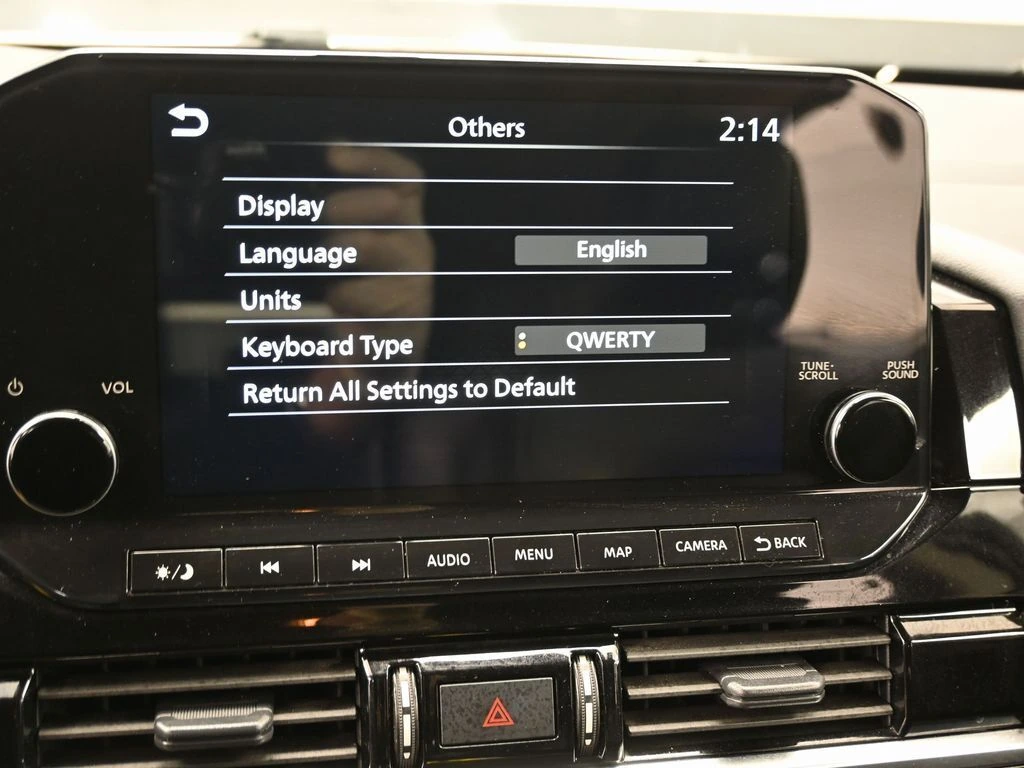 Others 2:14
Display
Language English
Units
Keyboard Type QWERTY
Return All Settings to Default
VOL
TUNE·
SCROLL
PUSH
SOUND
AUDIO MENU MAP CAMERA BACK